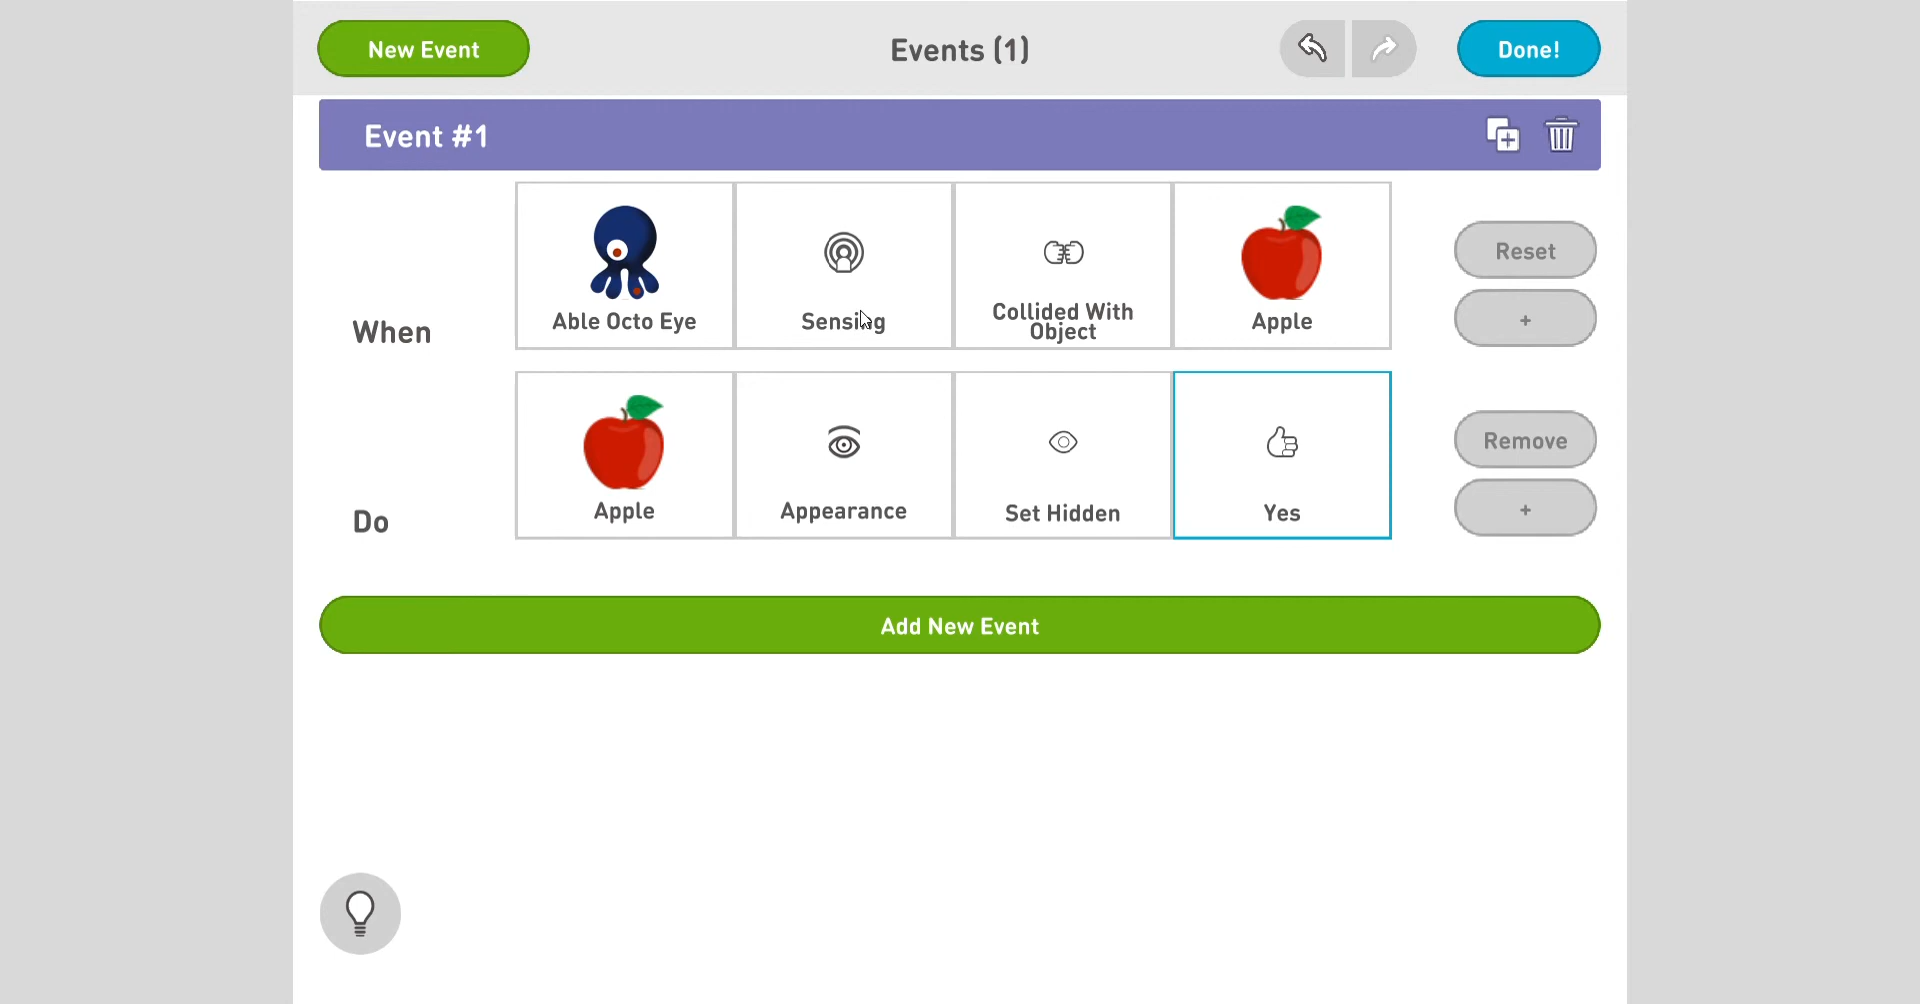 New Event
Events (1)
Done!
Event #1
When
Able Octo Eye
Sensing
Collided With
Object
Apple
Reset
+
Do
Apple
Appearance
Set Hidden
Yes
Remove
+
Add New Event